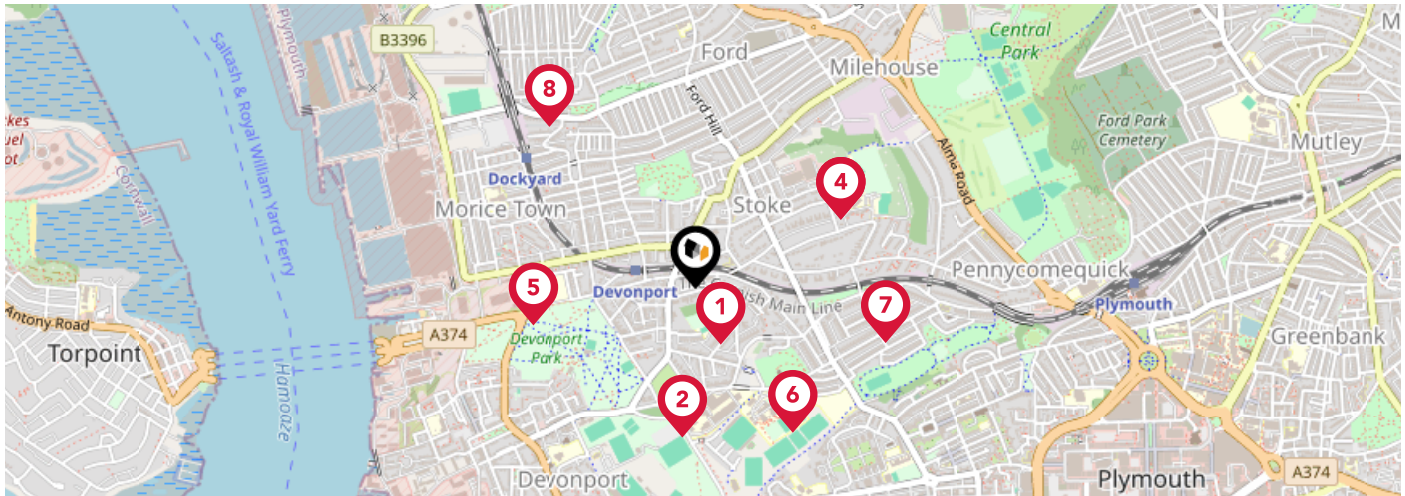 Plymouth
B3396
Saltash & Royal William Yard Ferry
Ford
Milehouse
Central
Park
Ford Park
Cemetery
Mutley
8
Ford Hill
uel
Cornwall
Dockyard
Morice Town
4
Stoke
Alma Road
Pennycomequick
Plymouth
Devonport
1
ish Main Line
7
5
Antony Road
Torpoint
A374
Devonport
Park
Greenbank
Hamoaze
2
6
Devonport
Plymouth
A374